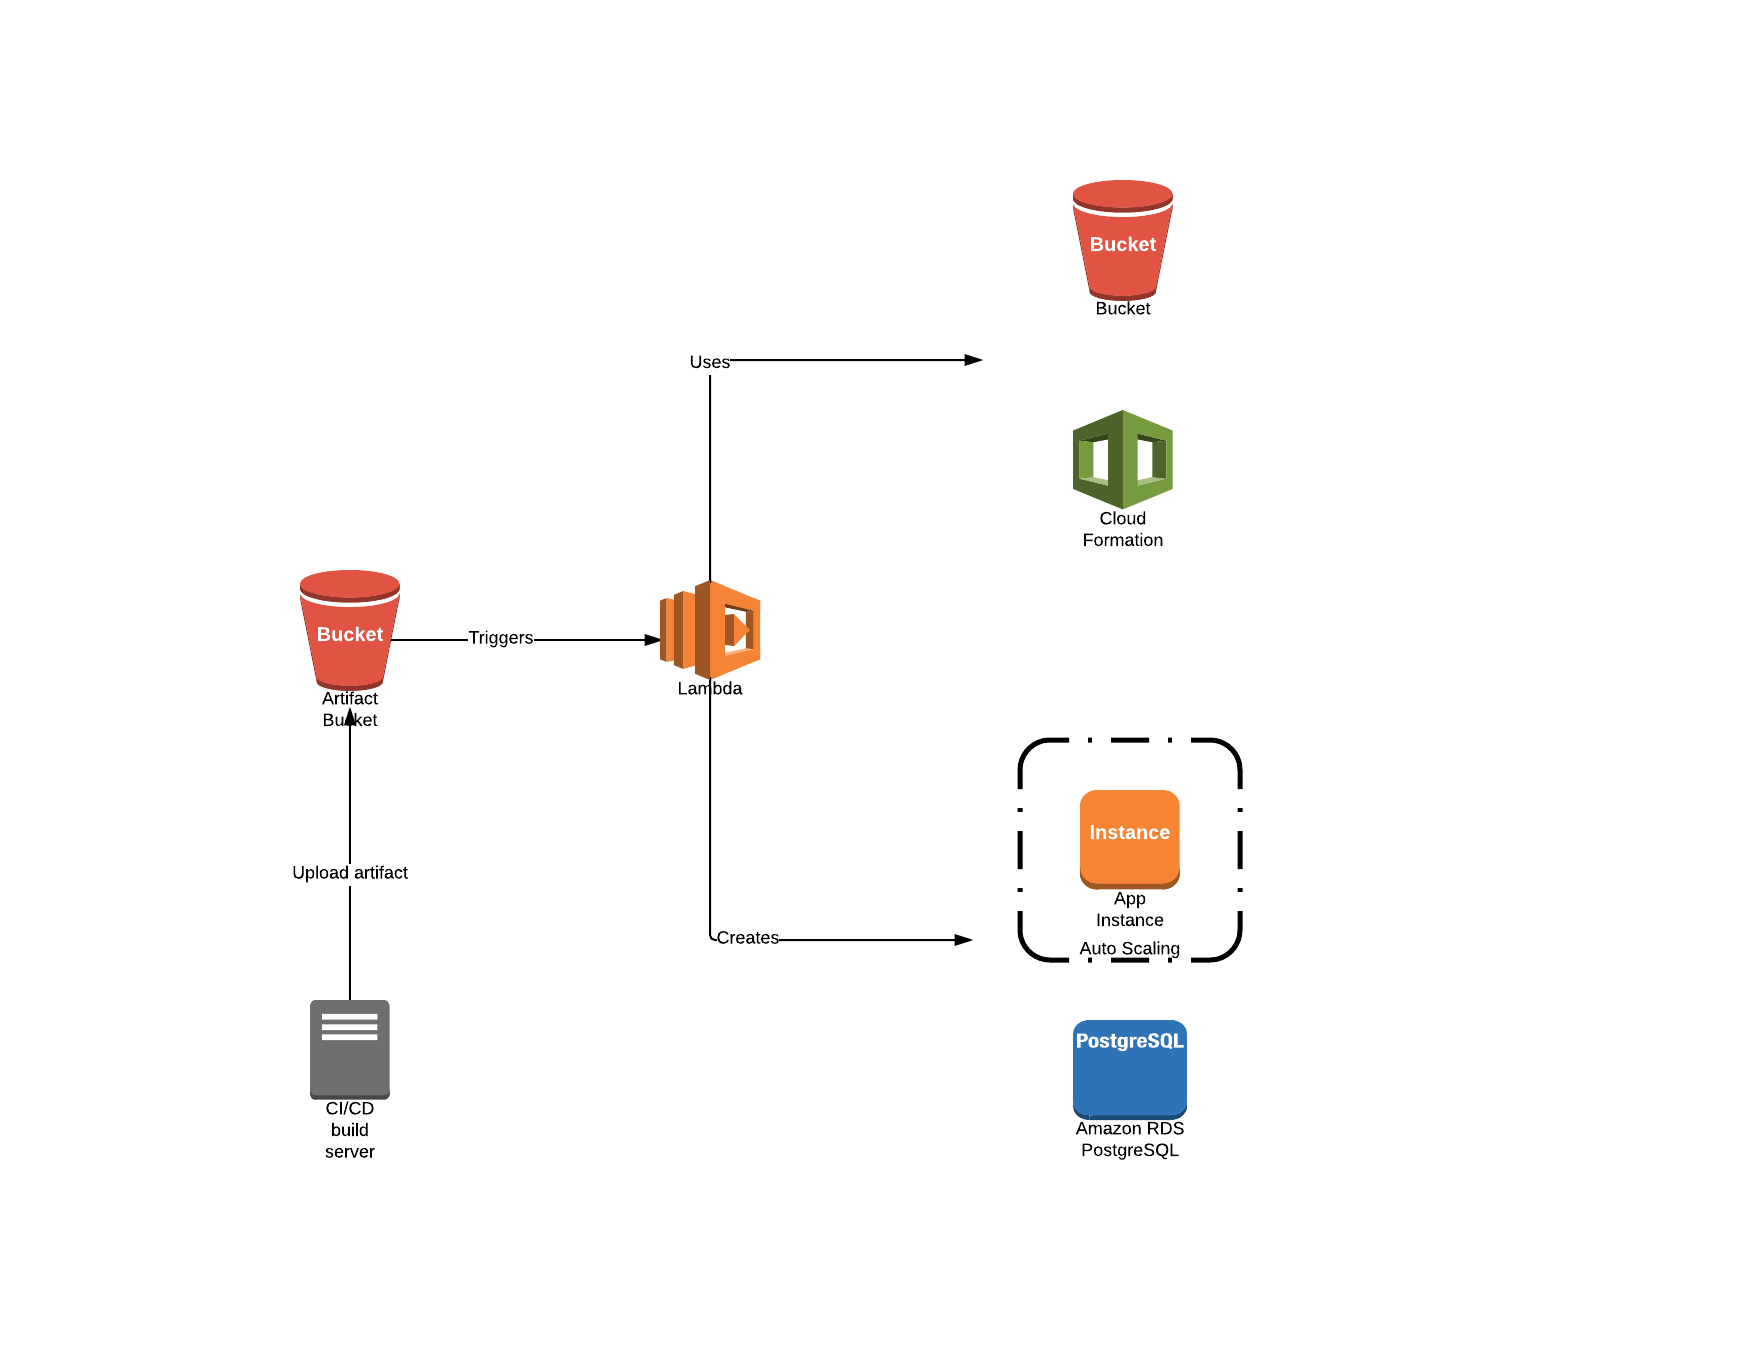 Bucket
Bucket
Uses
Cloud
Formation
Bucket
Artifact
Bucket
Triggers
Lambda
Instance
App
Instance
Auto Scaling
Upload artifact
Creates
PostgreSQL
Amazon RDS
PostgreSQL
CI/CD
build
server